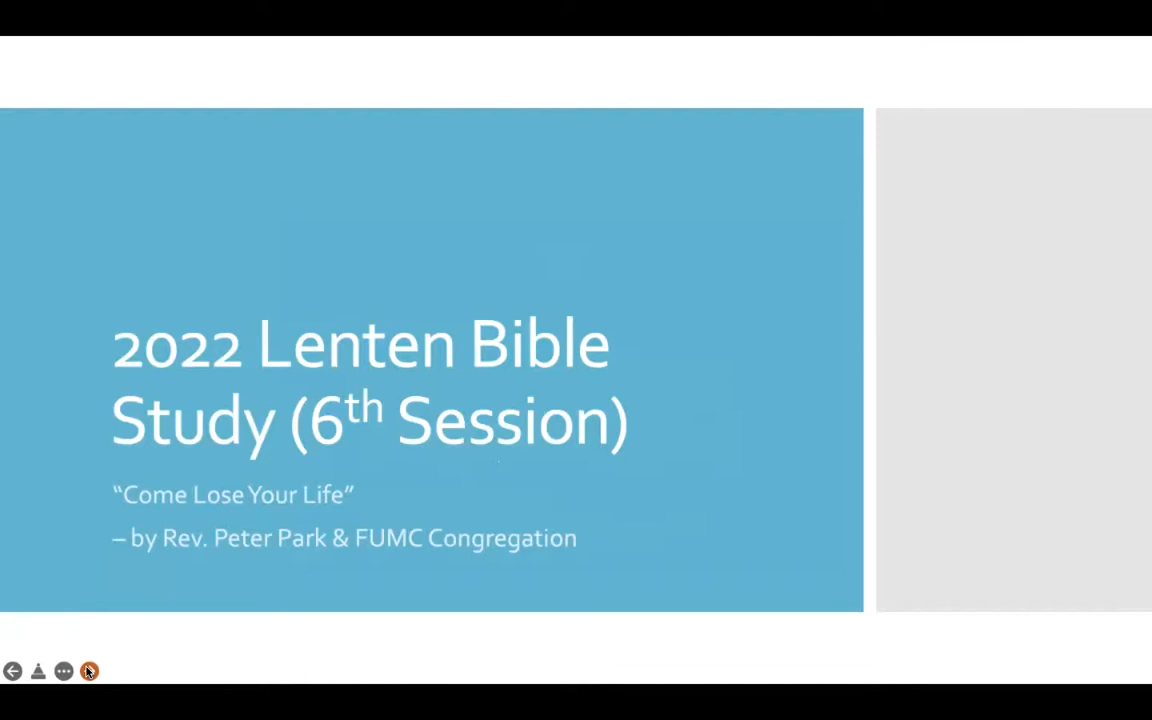 2022 Lenten Bible
Study (6th Session)
“Come Lose Your Life”
– by Rev. Peter Park & FUMC Congregation